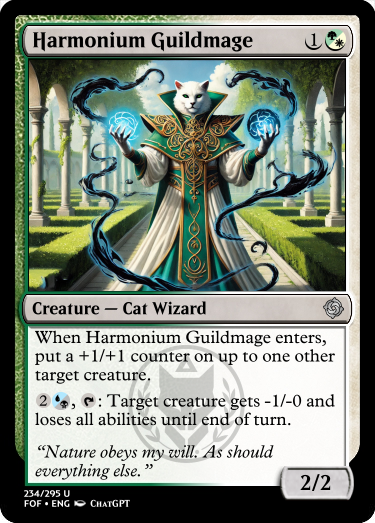 Harmonium Guildmage 1
Creature — Cat Wizard
When Harmonium Guildmage enters,
put a +1/+1 counter on up to one other
target creature.
2 , : Target creature gets -1/-0 and
loses all abilities until end of turn.
“Nature obeys my will. As should
everything else.”
2/2
234/295 U
FOF • ENG ChatGPT